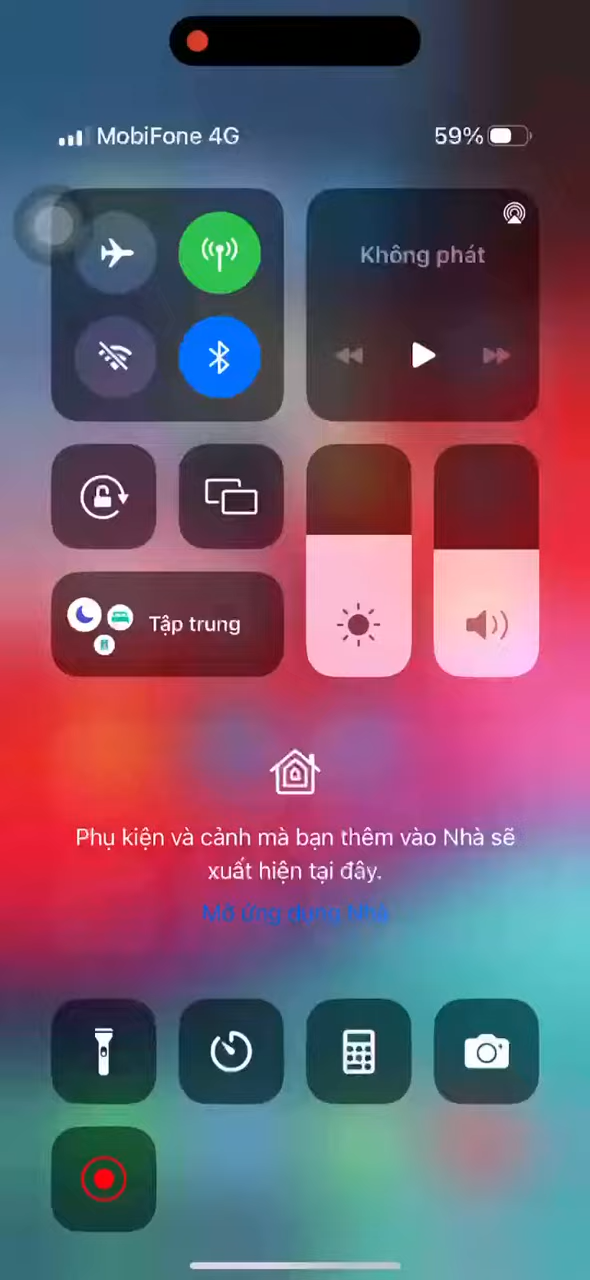 MobiFone 4G
59%
Không phát
Tập trung
Phụ kiện và cảnh mà bạn thêm vào Nhà sẽ
xuất hiện tại đây.
Mở ứng dụng Nhà